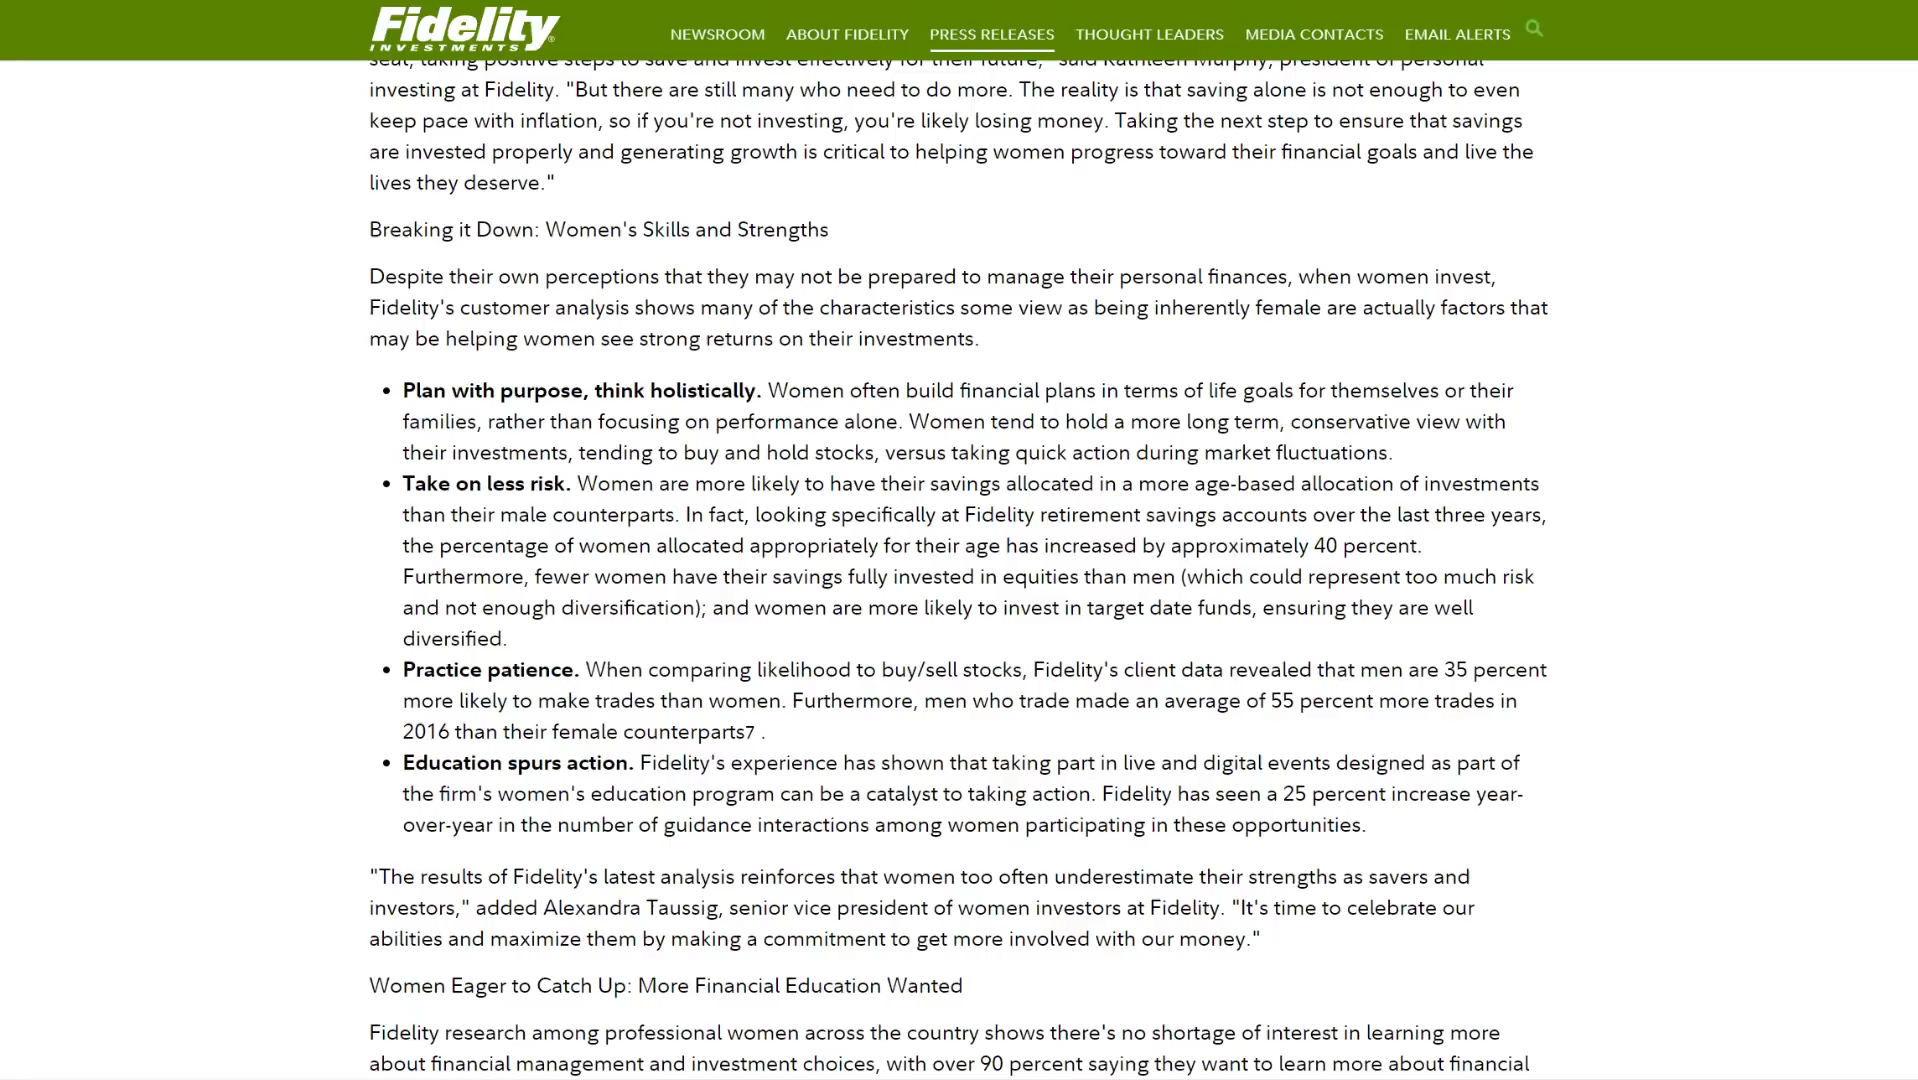 Fidelity
INVESTMENTS
NEWSROOM ABOUT FIDELITY PRESS RELEASES THOUGHT LEADERS MEDIA CONTACTS EMAIL ALERTS
seat, taking positive steps to save and invest effectively for their future," said Kathleen Murphy, president of personal
investing at Fidelity. "But there are still many who need to do more. The reality is that saving alone is not enough to even
keep pace with inflation, so if you're not investing, you're likely losing money. Taking the next step to ensure that savings
are invested properly and generating growth is critical to helping women progress toward their financial goals and live the
lives they deserve."
Breaking it Down: Women's Skills and Strengths
Despite their own perceptions that they may not be prepared to manage their personal finances, when women invest,
Fidelity's customer analysis shows many of the characteristics some view as being inherently female are actually factors that
may be helping women see strong returns on their investments.
• Plan with purpose, think holistically. Women often build financial plans in terms of life goals for themselves or their
families, rather than focusing on performance alone. Women tend to hold a more long term, conservative view with
their investments, tending to buy and hold stocks, versus taking quick action during market fluctuations.
• Take on less risk. Women are more likely to have their savings allocated in a more age-based allocation of investments
than their male counterparts. In fact, looking specifically at Fidelity retirement savings accounts over the last three years,
the percentage of women allocated appropriately for their age has increased by approximately 40 percent.
Furthermore, fewer women have their savings fully invested in equities than men (which could represent too much risk
and not enough diversification); and women are more likely to invest in target date funds, ensuring they are well
diversified.
• Practice patience. When comparing likelihood to buy/sell stocks, Fidelity's client data revealed that men are 35 percent
more likely to make trades than women. Furthermore, men who trade made an average of 55 percent more trades in
2016 than their female counterparts7 .
• Education spurs action. Fidelity's experience has shown that taking part in live and digital events designed as part of
the firm's women's education program can be a catalyst to taking action. Fidelity has seen a 25 percent increase year-
over-year in the number of guidance interactions among women participating in these opportunities.
"The results of Fidelity's latest analysis reinforces that women too often underestimate their strengths as savers and
investors," added Alexandra Taussig, senior vice president of women investors at Fidelity. "It's time to celebrate our
abilities and maximize them by making a commitment to get more involved with our money."
Women Eager to Catch Up: More Financial Education Wanted
Fidelity research among professional women across the country shows there's no shortage of interest in learning more
about financial management and investment choices, with over 90 percent saying they want to learn more about financial